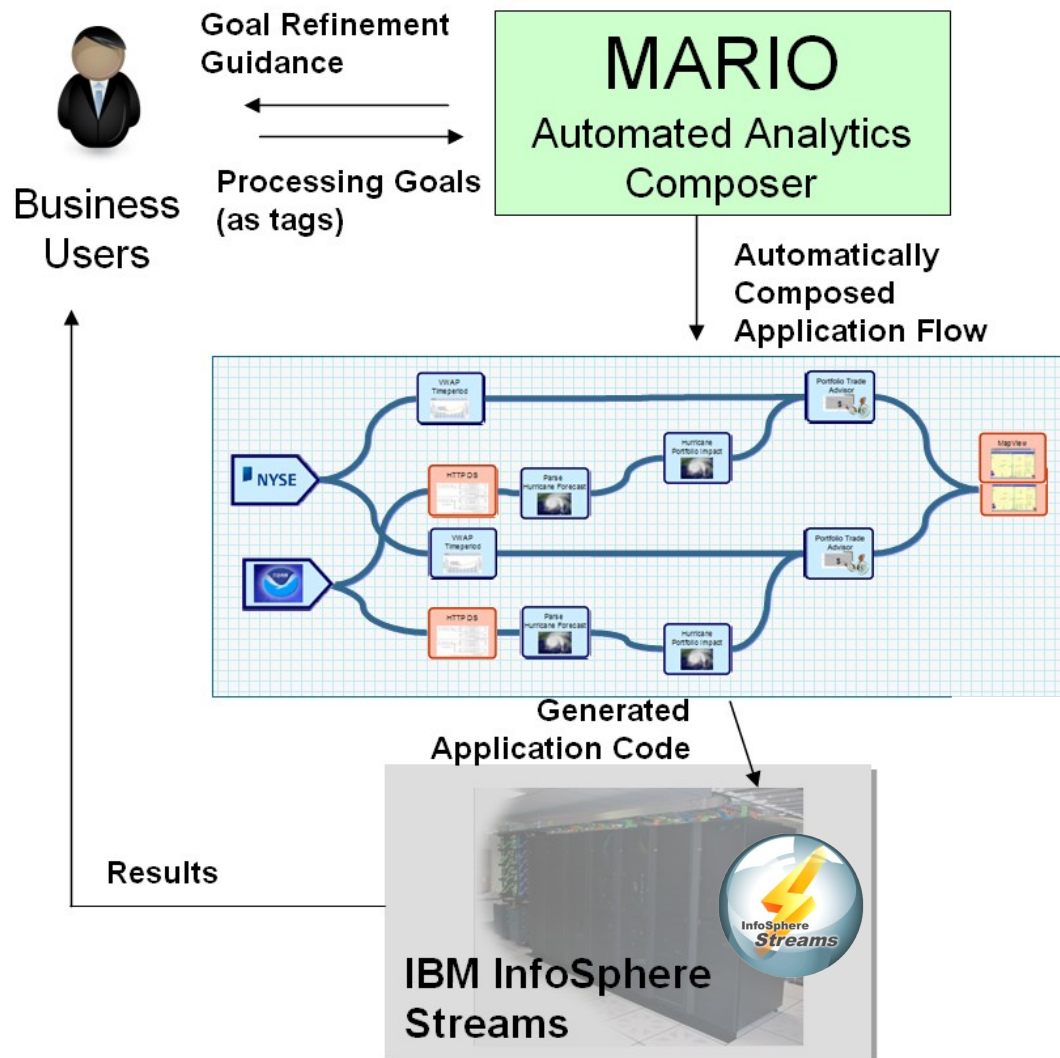 Goal Refinement
Guidance
MARIO
Automated Analytics
Composer
Processing Goals
(as tags)
Business
Users
Automatically
Composed
Application Flow
VWAP
Timeperiod
Portfolio Trade
Advisor
Hurricane
Portfolio Impact
MapView
NYSE
HTTP DS
Parse
Hurricane Forecast
VWAP
Timeperiod
Portfolio Trade
Advisor
HTTP DS
Parse
Hurricane Forecast
Hurricane
Portfolio Impact
Generated
Application Code
Results
InfoSphere
Streams
IBM InfoSphere
Streams